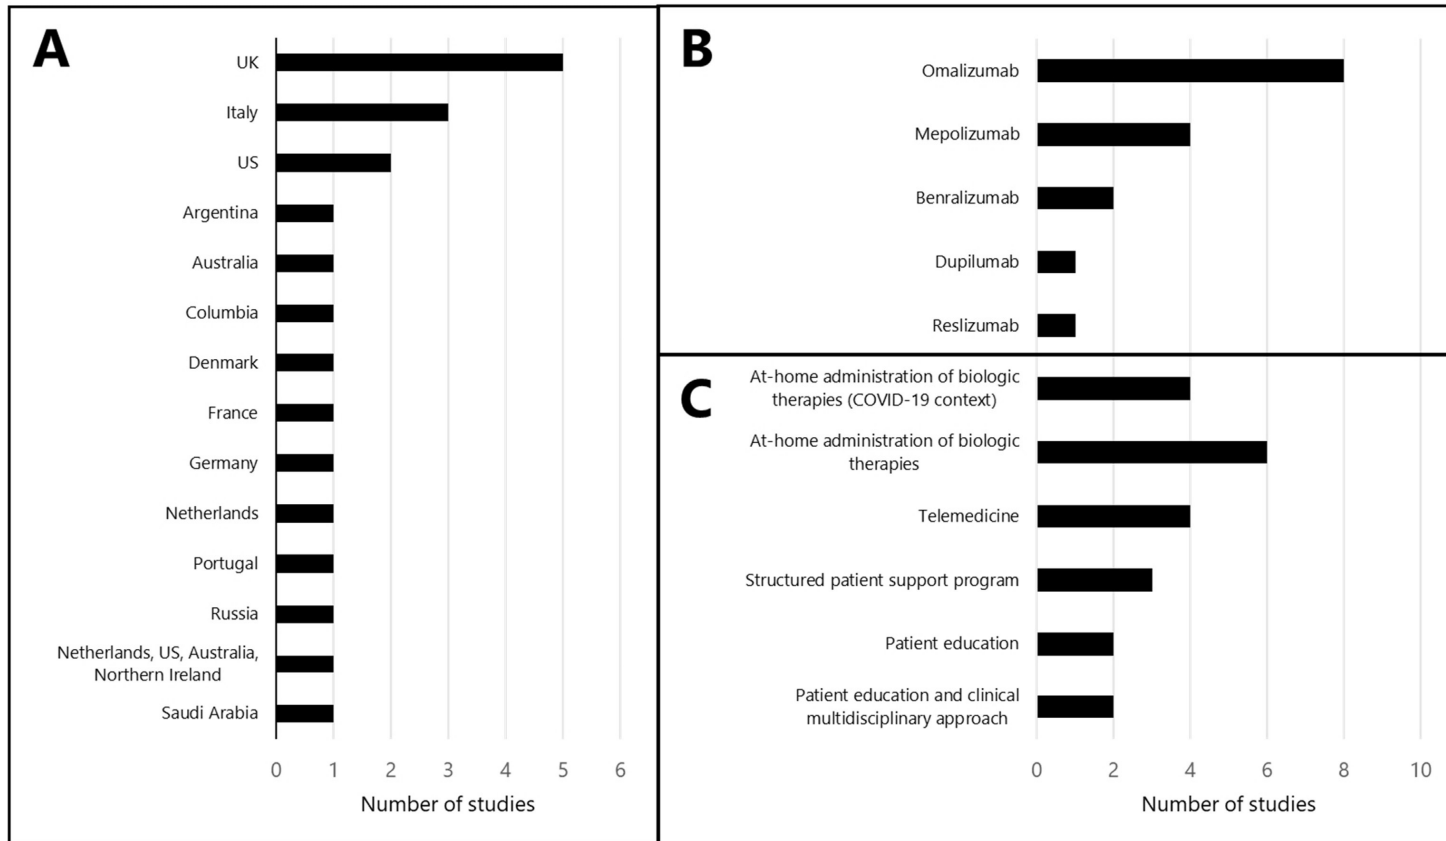 A
UK
Italy
US
Argentina
Australia
Columbia
Denmark
France
Germany
Netherlands
Portugal
Russia
Netherlands, US, Australia,
Northern Ireland
Saudi Arabia
0 1 2 3 4 5 6
Number of studies
B
Omalizumab
Mepolizumab
Benralizumab
Dupilumab
Reslizumab
C
At-home administration of biologic
therapies (COVID-19 context)
At-home administration of biologic
therapies
Telemedicine
Structured patient support program
Patient education
Patient education and clinical
multidisciplinary approach
0 2 4 6 8 10
Number of studies